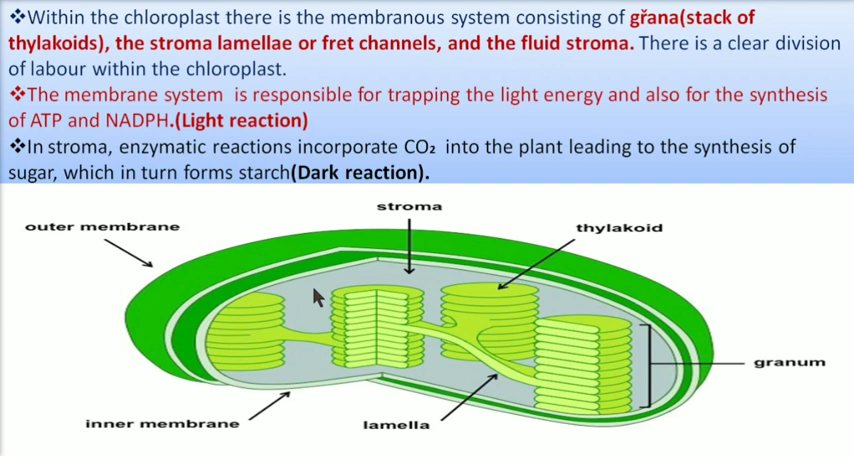 ❖Within the chloroplast there is the membranous system consisting of gřana(stack of
thylakoids), the stroma lamellae or fret channels, and the fluid stroma. There is a clear division
of labour within the chloroplast.
❖The membrane system is responsible for trapping the light energy and also for the synthesis
of ATP and NADPH.(Light reaction)
❖In stroma, enzymatic reactions incorporate CO₂ into the plant leading to the synthesis of
sugar, which in turn forms starch(Dark reaction).
stroma
outer membrane
thylakoid
granum
inner membrane
lamella